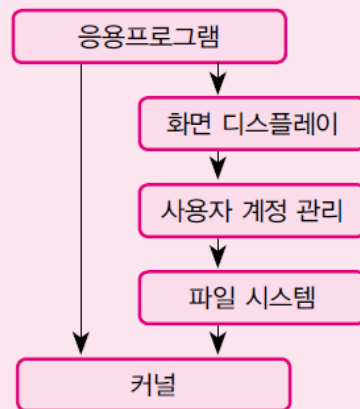 응용프로그램
화면 디스플레이
사용자 계정 관리
파일 시스템
커널